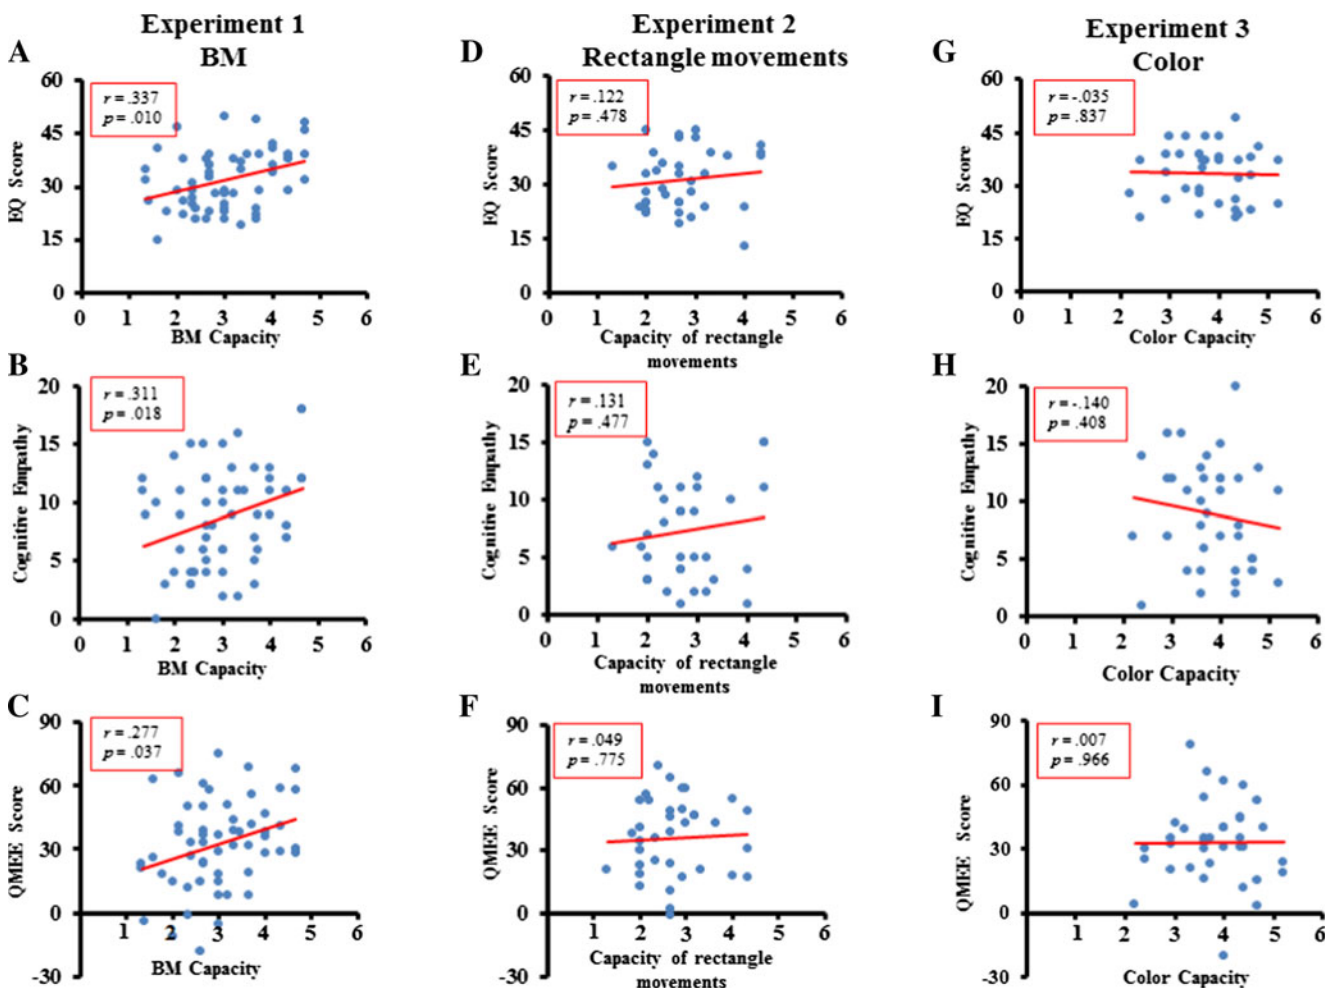 Experiment 1
BM
Experiment 2
Rectangle movements
Experiment 3
Color
A
r = .337
p = .010
EQ Score
60
45
30
15
0
0 1 2 3 4 5 6
BM Capacity
D
r = .122
p = .478
EQ Score
60
45
30
15
0
0 1 2 3 4 5 6
Capacity of rectangle
movements
G
r = -.035
p = .837
EQ Score
60
45
30
15
0
0 1 2 3 4 5 6
Color Capacity
B
r = .311
p = .018
Cognitive Empathy
20
15
10
5
0
0 1 2 3 4 5 6
BM Capacity
E
r = .131
p = .477
Cognitive Empathy
20
15
10
5
0
0 1 2 3 4 5 6
Capacity of rectangle
movements
H
r = -.140
p = .408
Cognitive Empathy
20
15
10
5
0
0 1 2 3 4 5 6
Color Capacity
C
r = .277
p = .037
QMEE Score
90
60
30
0
-30
1 2 3 4 5 6
BM Capacity
F
r = .049
p = .775
QMEE Score
90
60
30
0
-30
1 2 3 4 5 6
Capacity of rectangle
movements
I
r = .007
p = .966
QMEE Score
90
60
30
0
-30
1 2 3 4 5 6
Color Capacity